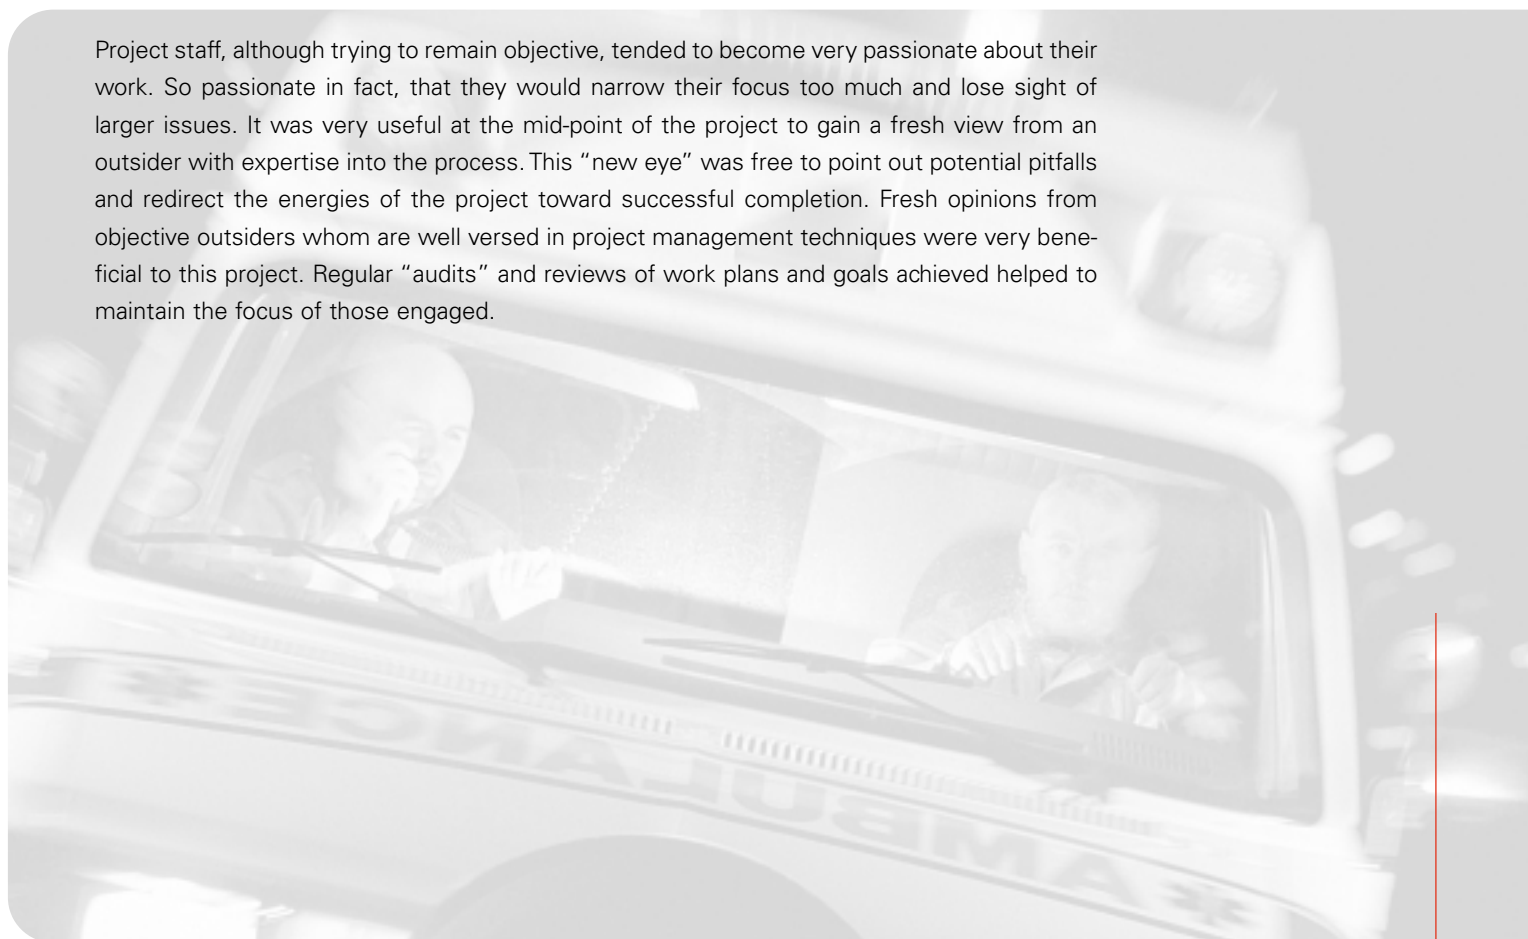 Project staff, although trying to remain objective, tended to become very passionate about their
work. So passionate in fact, that they would narrow their focus too much and lose sight of
larger issues. It was very useful at the mid-point of the project to gain a fresh view from an
outsider with expertise into the process. This “new eye” was free to point out potential pitfalls
and redirect the energies of the project toward successful completion. Fresh opinions from
objective outsiders whom are well versed in project management techniques were very bene-
ficial to this project. Regular “audits” and reviews of work plans and goals achieved helped to
maintain the focus of those engaged.
AMBULANCE